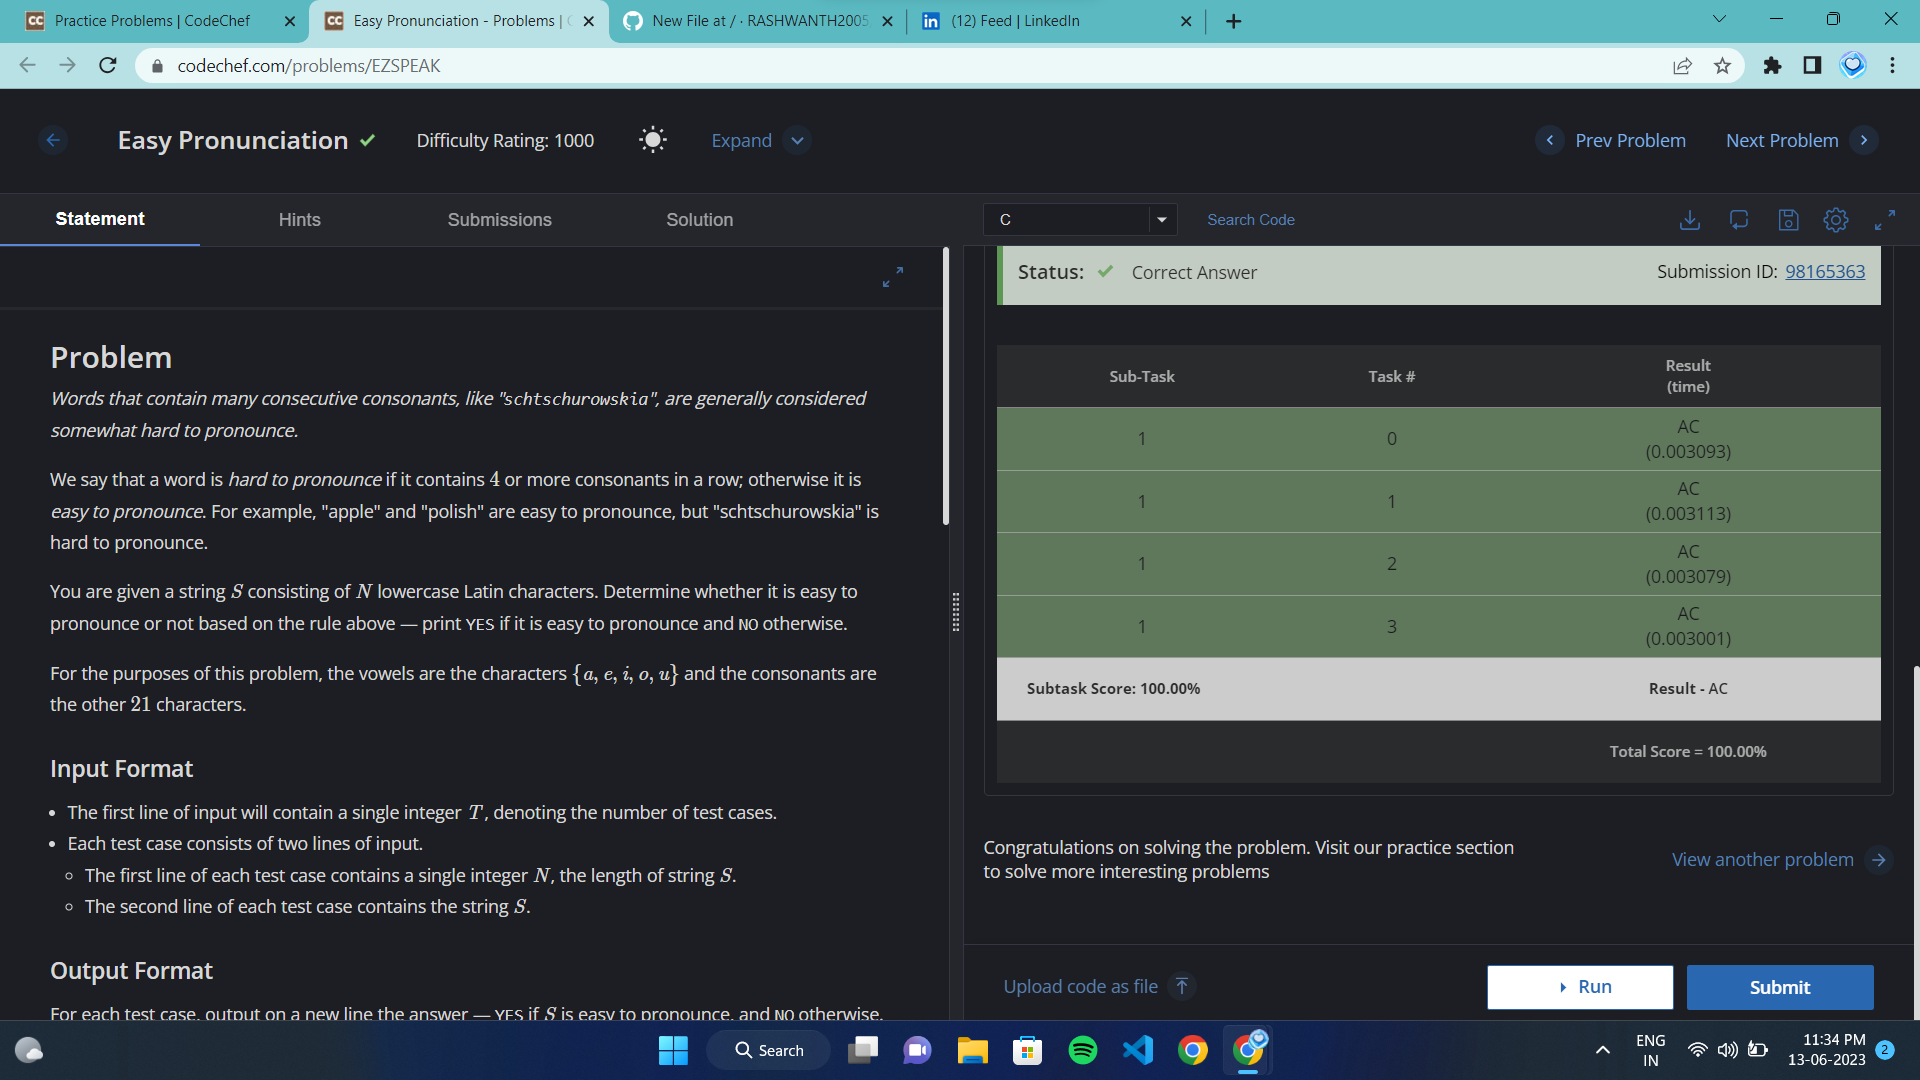 Practice Problems | CodeChef
Easy Pronunciation - Problems |
New File at / · RASHWANTH2005
(12) Feed | LinkedIn
codechef.com/problems/EZSPEAK
Easy Pronunciation
Difficulty Rating: 1000
Expand
Prev Problem
Next Problem
Statement
Hints
Submissions
Solution
C
Search Code
Problem
Words that contain many consecutive consonants, like "schtschurowskia", are generally considered
somewhat hard to pronounce.
We say that a word is hard to pronounce if it contains 4 or more consonants in a row; otherwise it is
easy to pronounce. For example, "apple" and "polish" are easy to pronounce, but "schtschurowskia" is
hard to pronounce.
You are given a string S consisting of N lowercase Latin characters. Determine whether it is easy to
pronounce or not based on the rule above — print YES if it is easy to pronounce and NO otherwise.
For the purposes of this problem, the vowels are the characters {a, e, i, o, u} and the consonants are
the other 21 characters.
Input Format
• The first line of input will contain a single integer T, denoting the number of test cases.
• Each test case consists of two lines of input.
◦ The first line of each test case contains a single integer N, the length of string S.
◦ The second line of each test case contains the string S.
Output Format
For each test case, output on a new line the answer — YES if S is easy to pronounce, and NO otherwise.
Status: Correct Answer
Submission ID: 98165363
Sub-Task Task # Result
(time)
1 0 AC
(0.003093)
1 1 AC
(0.003113)
1 2 AC
(0.003079)
1 3 AC
(0.003001)
Subtask Score: 100.00% Result - AC
Total Score = 100.00%
Congratulations on solving the problem. Visit our practice section
to solve more interesting problems
View another problem
Upload code as file
Run
Submit
Search
ENG
IN
11:34 PM
13-06-2023
2